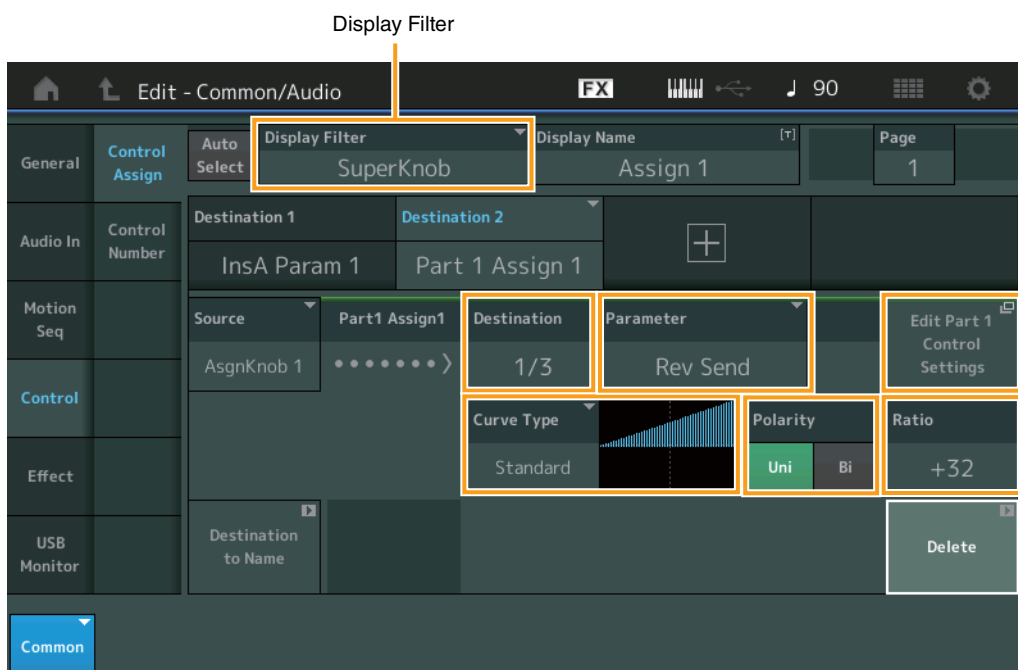 Display Filter
Edit - Common/Audio
FX
90
General
Control
Assign
Auto
Select
Display Filter
SuperKnob
Display Name
[T]
Assign 1
Page
1
Audio In
Control
Number
Destination 1
InsA Param 1
Destination 2
Part 1 Assign 1
Motion
Seq
Source
AsgnKnob 1
Part1 Assign1
Destination
1/3
Parameter
Rev Send
Edit Part 1
Control
Settings
Control
Curve Type
Standard
Polarity
Uni
Bi
Ratio
+32
Effect
USB
Monitor
Destination
to Name
Delete
Common